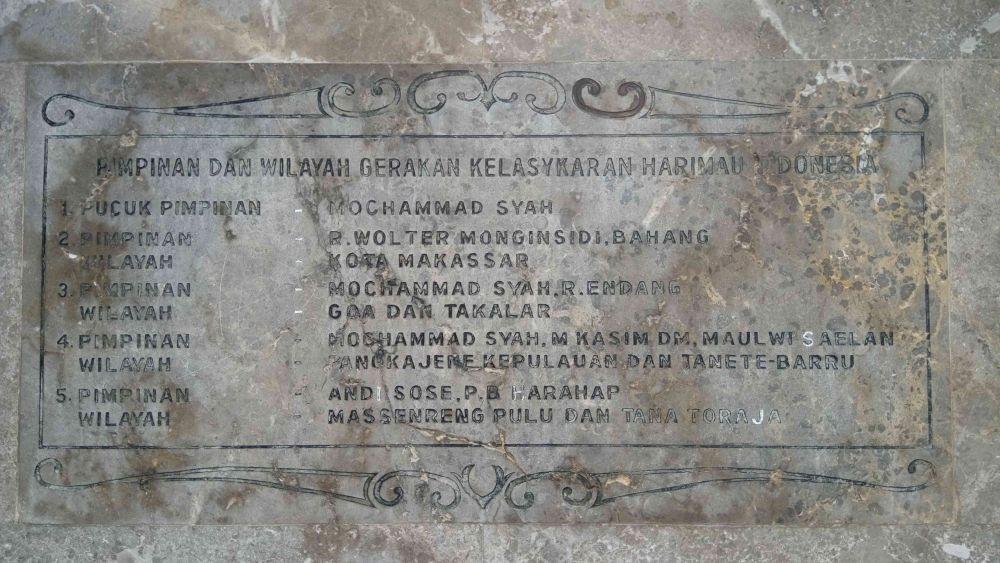 PIMPINAN DAN WILAYAH GERAKAN KELASYKARAN HARIMAU INDONESIA
1. PUCUK PIMPINAN - MOCHAMMAD SYAH
2. PIMPINAN - R.WOLTER MONGINSIDI, BAHANG
WILAYAH - KOTA MAKASSAR
3. PIMPINAN - MOCHAMMAD SYAH, R.ENDANG
WILAYAH - GOA DAN TAKALAR
4. PIMPINAN - MOCHAMMAD SYAH, M KASIM DM, MAULWI SAELAN
WILAYAH - PANGKAJENE KEPULAUAN DAN TANETE-BARRU
5. PIMPINAN - ANDI SOSE, P.B HARAHAP
WILAYAH - MASSENRENG PULU DAN TANA TORAJA